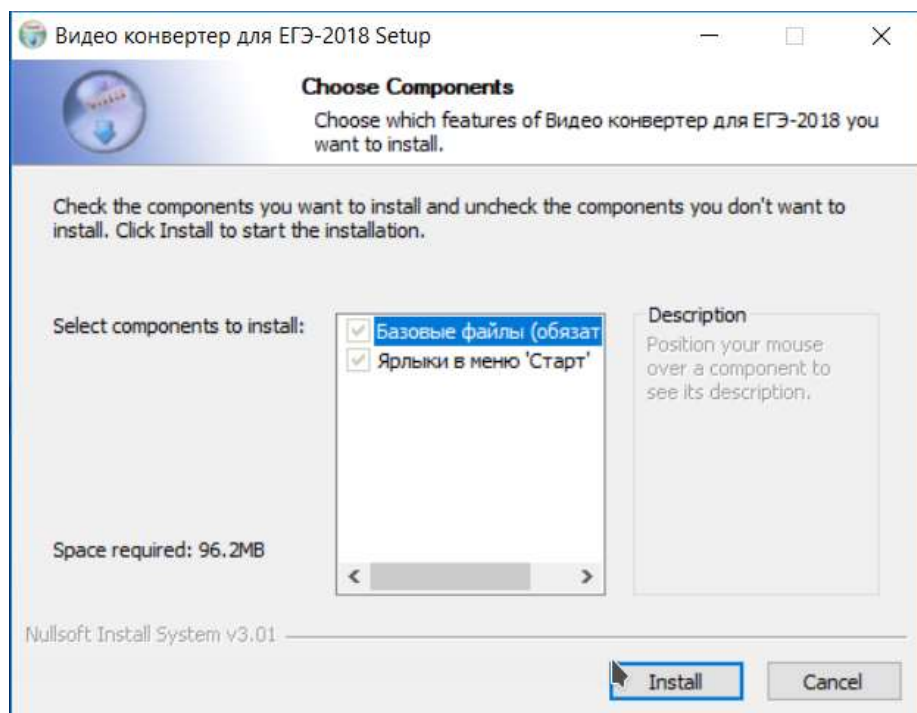 Видео конвертер для ЕГЭ-2018 Setup
Choose Components
Choose which features of Видео конвертер для ЕГЭ-2018 you
want to install.
Check the components you want to install and uncheck the components you don't want to
install. Click Install to start the installation.
Select components to install:
Базовые файлы (обязат
Ярлыки в меню 'Старт'
Description
Position your mouse
over a component to
see its description.
Space required: 96.2MB
Nullsoft Install System v3.01
Install
Cancel